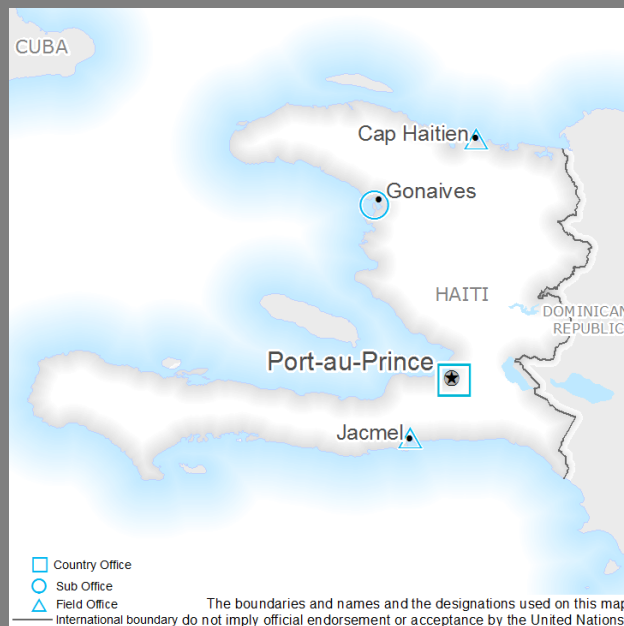 CUBA
Cap Haitien
Gonaives
HAITI
DOMINICAN
REPUBLIC
Port-au-Prince
Jacmel
Country Office
Sub Office
Field Office
International boundary
The boundaries and names and the designations used on this map
do not imply official endorsement or acceptance by the United Nations.